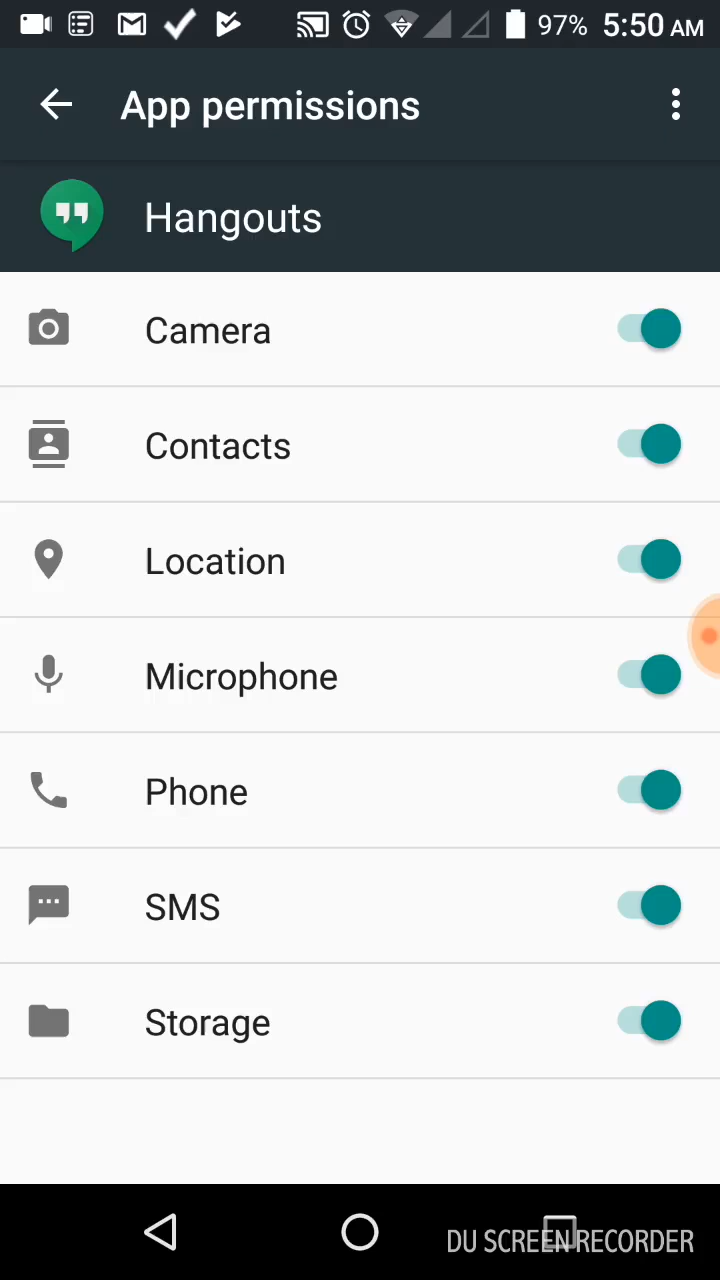 97% 5:50 AM
App permissions
Hangouts
Camera
Contacts
Location
Microphone
Phone
SMS
Storage
DU SCREEN RECORDER